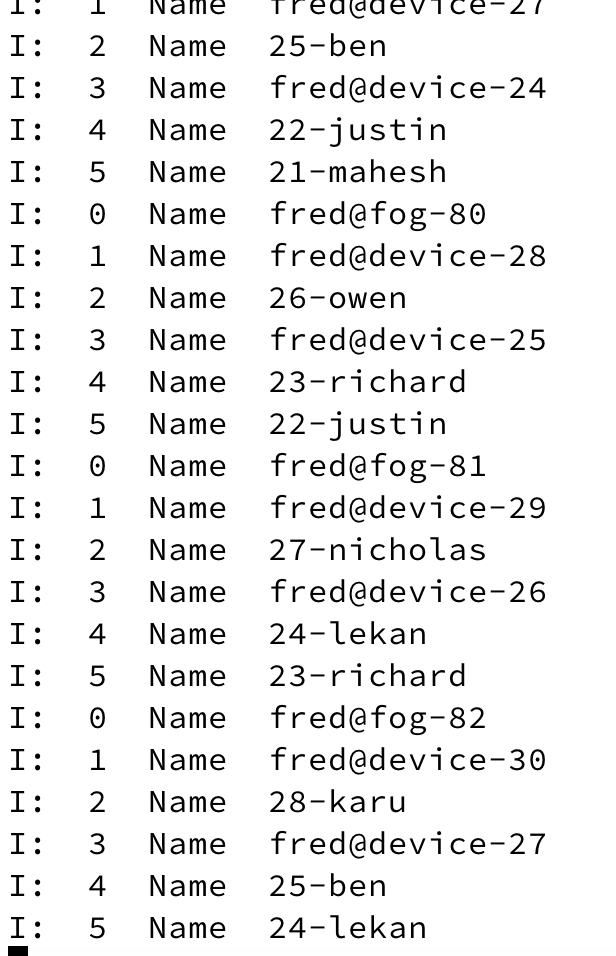 I: 1 Name fred@device-27
I: 2 Name 25-ben
I: 3 Name fred@device-24
I: 4 Name 22-justin
I: 5 Name 21-mahesh
I: 0 Name fred@fog-80
I: 1 Name fred@device-28
I: 2 Name 26-owen
I: 3 Name fred@device-25
I: 4 Name 23-richard
I: 5 Name 22-justin
I: 0 Name fred@fog-81
I: 1 Name fred@device-29
I: 2 Name 27-nicholas
I: 3 Name fred@device-26
I: 4 Name 24-lekan
I: 5 Name 23-richard
I: 0 Name fred@fog-82
I: 1 Name fred@device-30
I: 2 Name 28-karu
I: 3 Name fred@device-27
I: 4 Name 25-ben
I: 5 Name 24-lekan